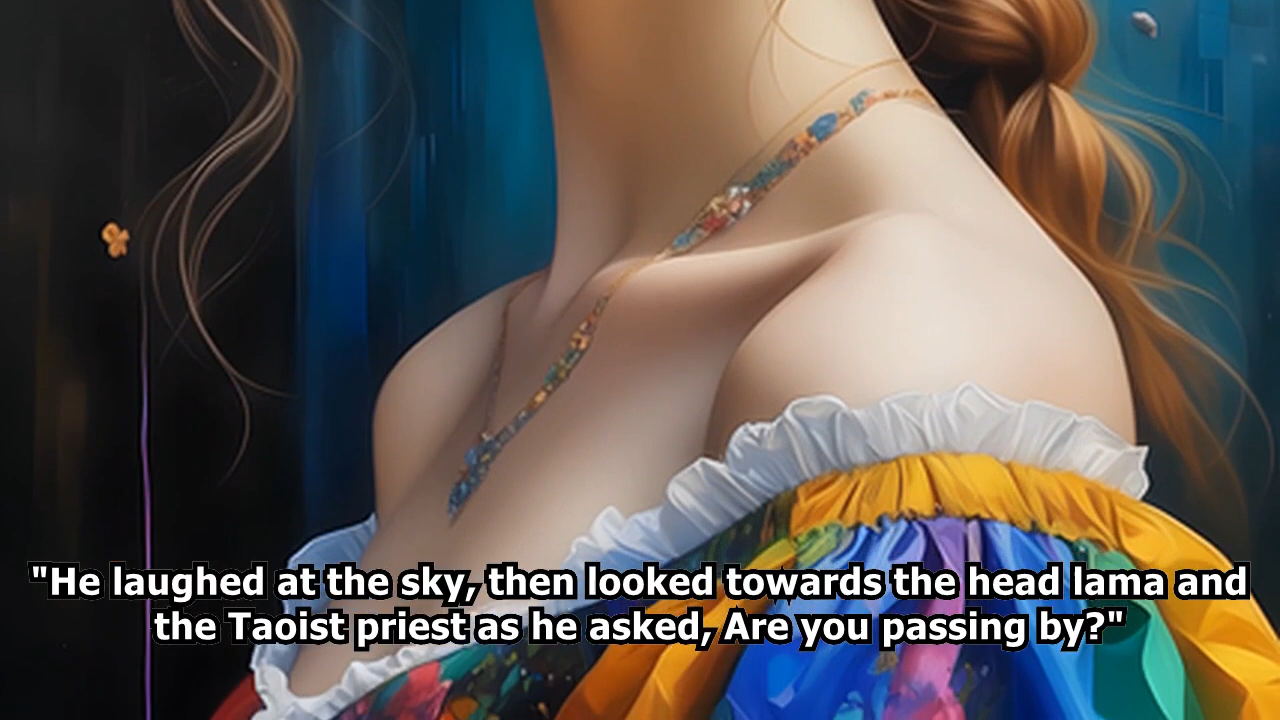 "He laughed at the sky, then looked towards the head lama and
the Taoist priest as he asked, Are you passing by?"